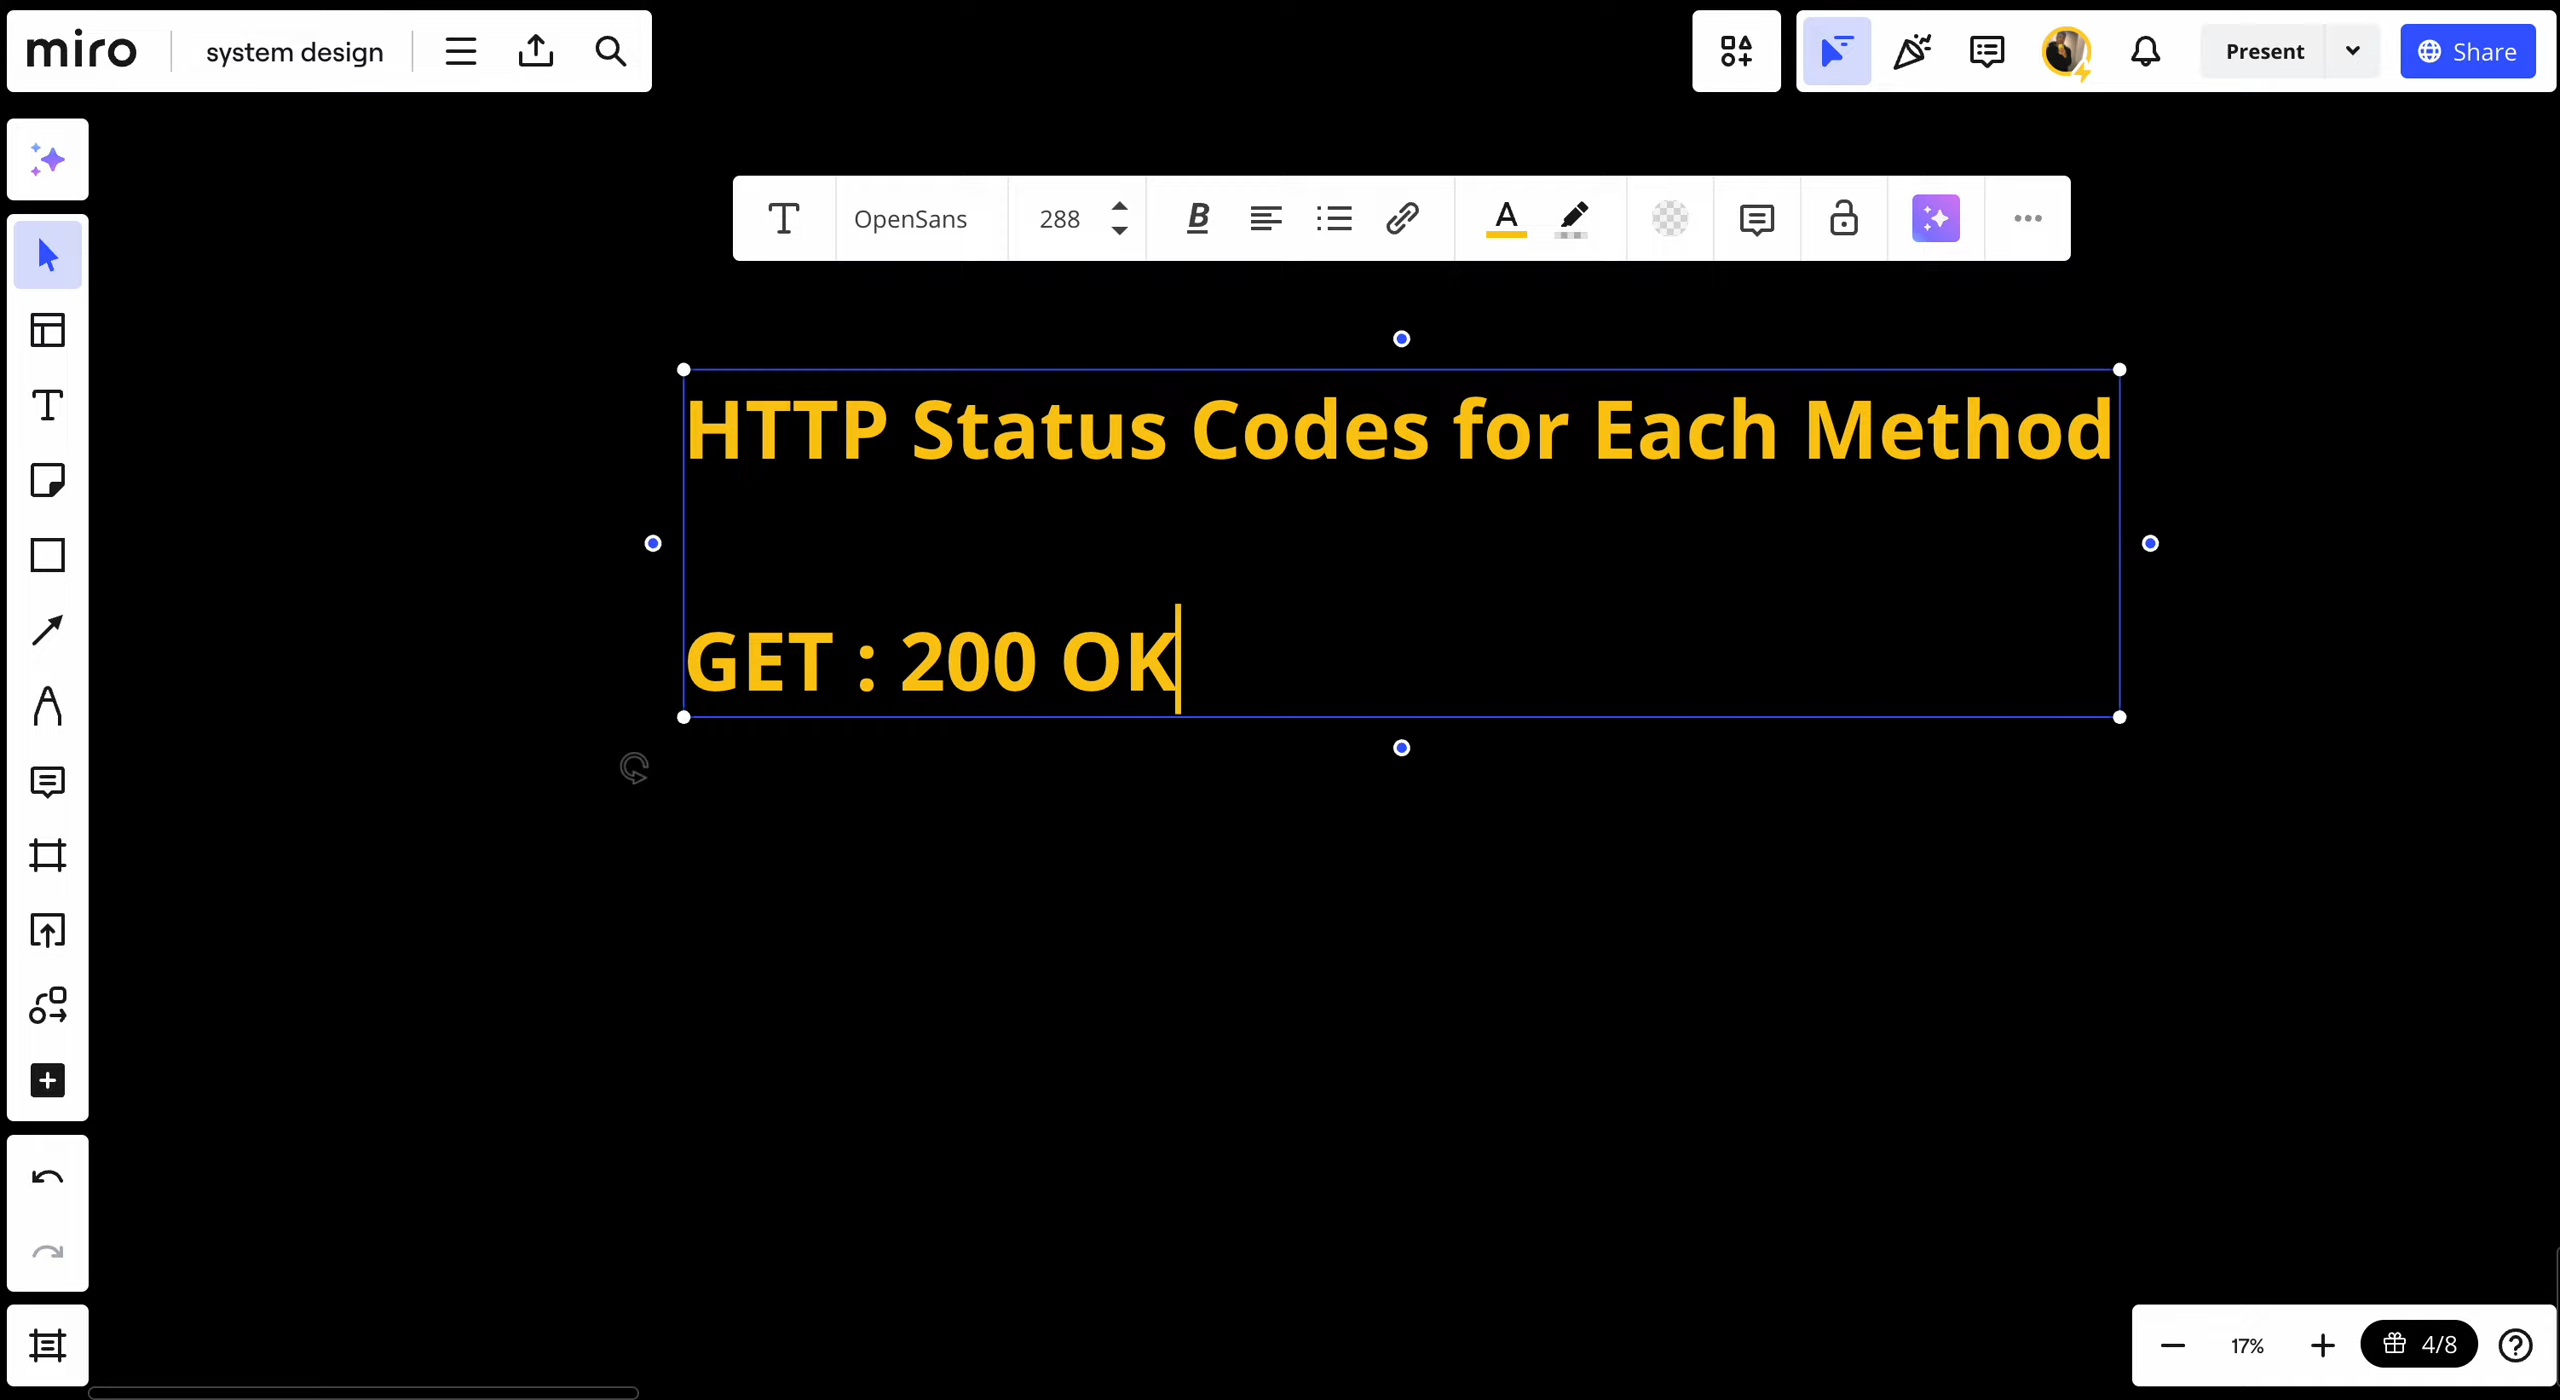 miro
system design
Present
Share
OpenSans
288
B
A
HTTP Status Codes for Each Method
GET : 200 OK
17%
4/8